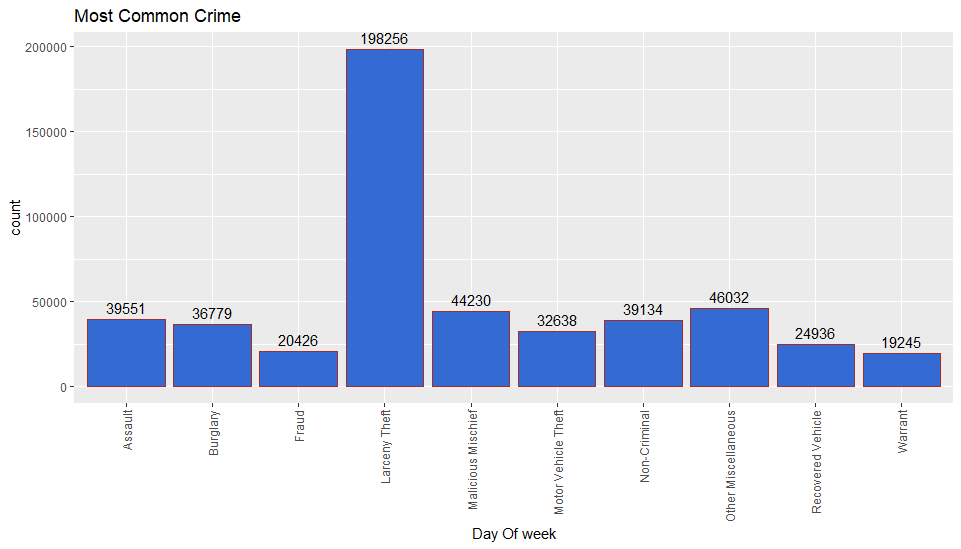 Most Common Crime
count
200000
150000
100000
50000
0
39551
36779
20426
198256
44230
32638
39134
46032
24936
19245
Assault
Burglary
Fraud
Larceny Theft
Malicious Mischief
Motor Vehicle Theft
Non-Criminal
Other Miscellaneous
Recovered Vehicle
Warrant
Day Of week